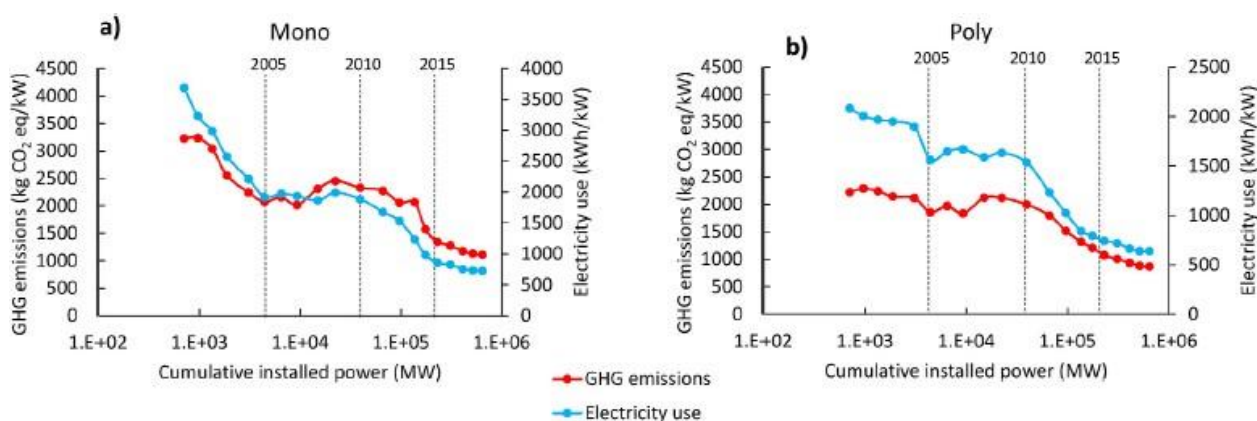 a)
Mono
2005
2010
2015
GHG emissions (kg CO₂ eq/kW)
4500
4000
3500
3000
2500
2000
1500
1000
500
0
4000
3500
3000
2500
2000
1500
1000
500
0
Electricity use (kWh/kW)
1.E+02
1.E+03
1.E+04
1.E+05
1.E+06
Cumulative installed power (MW)
b)
Poly
2005
2010
2015
GHG emissions (kg CO₂ eq/kW)
4500
4000
3500
3000
2500
2000
1500
1000
500
0
2500
2000
1500
1000
500
0
Electricity use (kWh/kW)
1.E+02
1.E+03
1.E+04
1.E+05
1.E+06
Cumulative installed power (MW)
GHG emissions
Electricity use